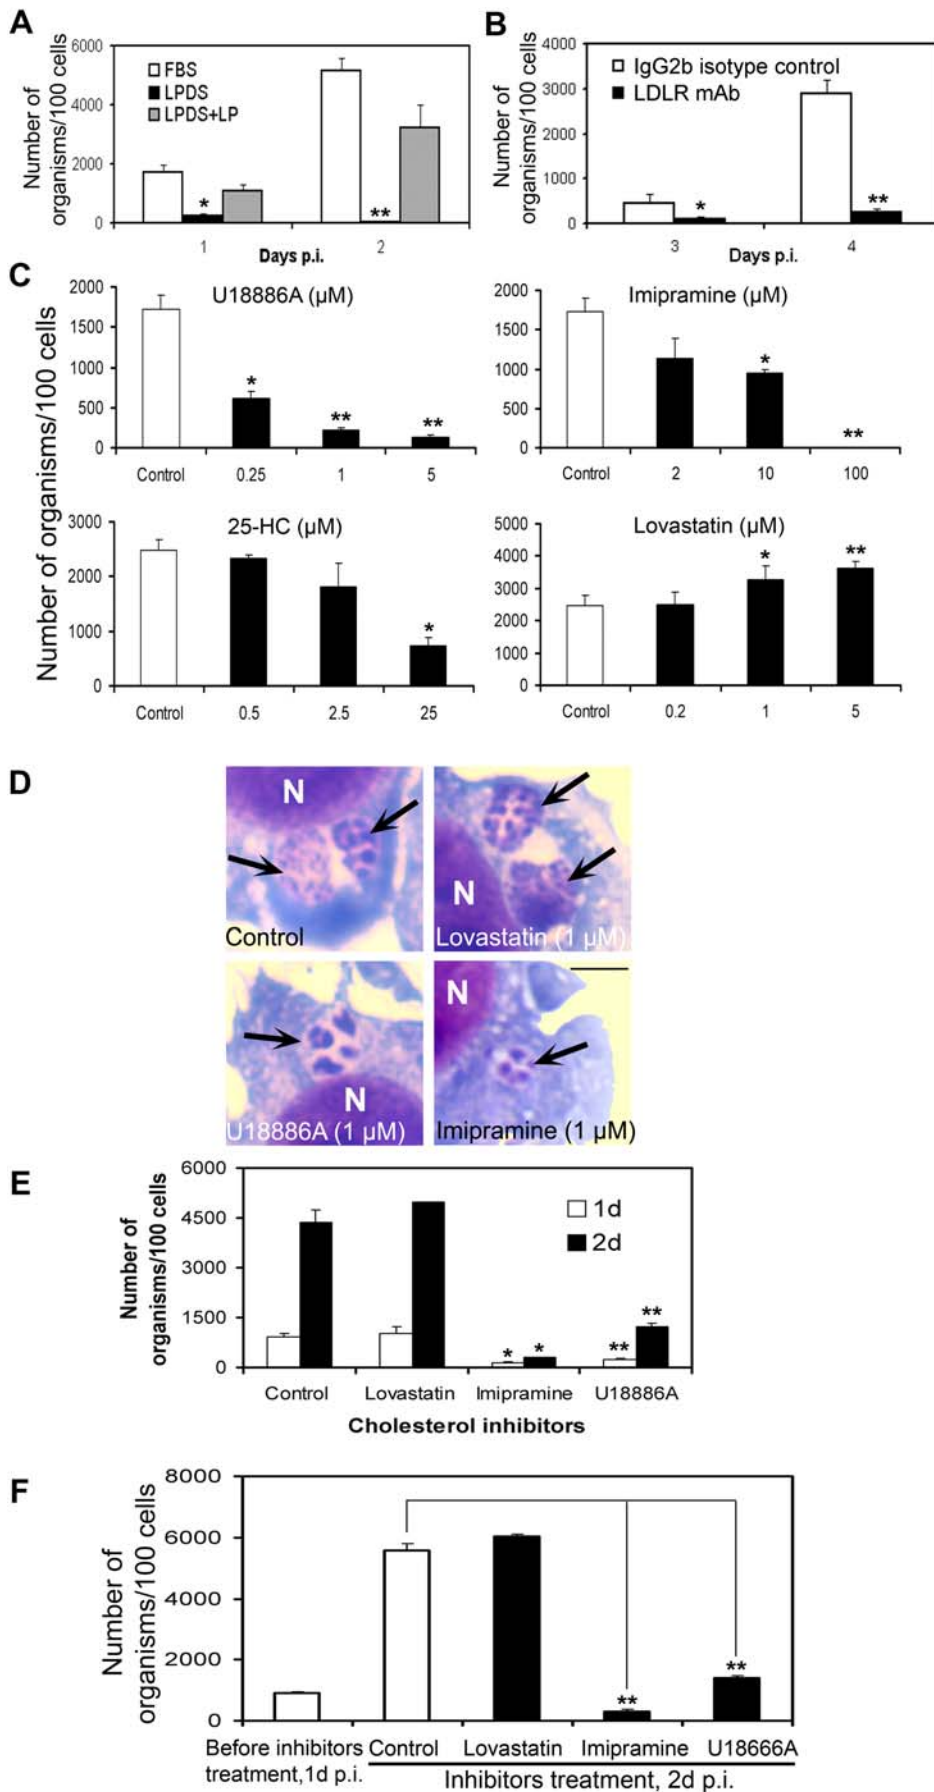 A
Number of
organisms/100 cells
6000
4000
2000
0
FBS
LPDS
LPDS+LP
*
**
1
2
Days p.i.
B
Number of
organisms/100 cells
4000
3000
2000
1000
0
IgG2b isotype control
LDLR mAb
*
**
3
4
Days p.i.
C
Number of organisms/100 cells
U18886A (µM)
2000
1500
1000
500
0
*
**
**
Control 0.25 1 5
Imipramine (µM)
2000
1500
1000
500
0
*
**
Control 2 10 100
25-HC (µM)
3000
2000
1000
0
*
Control 0.5 2.5 25
Lovastatin (µM)
5000
4000
3000
2000
1000
0
*
**
Control 0.2 1 5
D
N
Control
N
Lovastatin (1 µM)
N
U18886A (1 µM)
N
Imipramine (1 µM)
E
Number of
organisms/100 cells
6000
4500
3000
1500
0
1d
2d
* *
** **
Control Lovastatin Imipramine U18886A
Cholesterol inhibitors
F
Number of
organisms/100 cells
8000
6000
4000
2000
0
**
**
Before inhibitors
treatment,1d p.i.
Control Lovastatin Imipramine U18666A
Inhibitors treatment, 2d p.i.